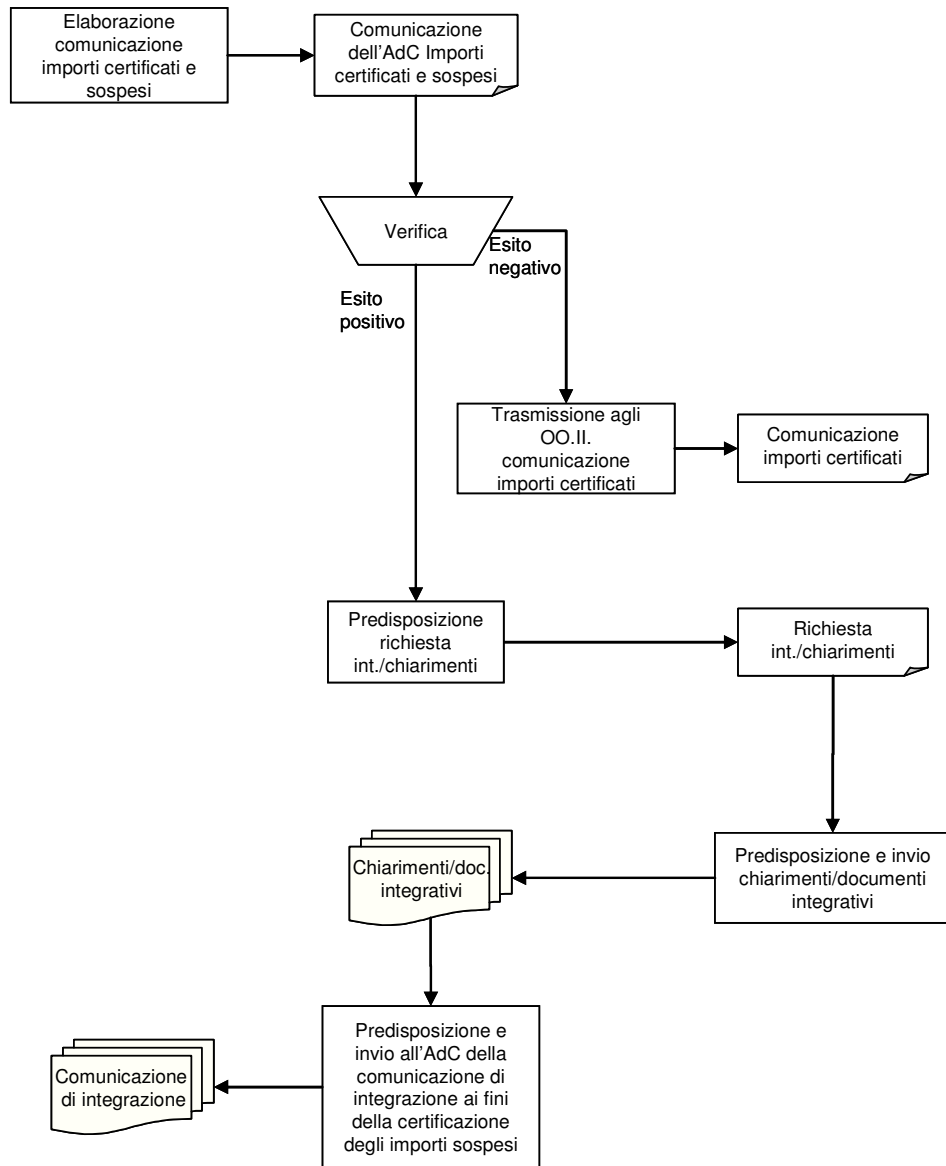 Elaborazione
comunicazione
importi certificati e
sospesi
Comunicazione
dell'AdC Importi
certificati e sospesi
Verifica
Esito
negativo
Esito
positivo
Trasmissione agli
OO.II.
comunicazione
importi certificati
Comunicazione
importi certificati
Predisposizione
richiesta
int./chiarimenti
Richiesta
int./chiarimenti
Predisposizione e invio
chiarimenti/documenti
integrativi
Chiarimenti/doc.
integrativi
Predisposizione e
invio all'AdC della
comunicazione di
integrazione ai fini
della certificazione
degli importi sospesi
Comunicazione
di integrazione